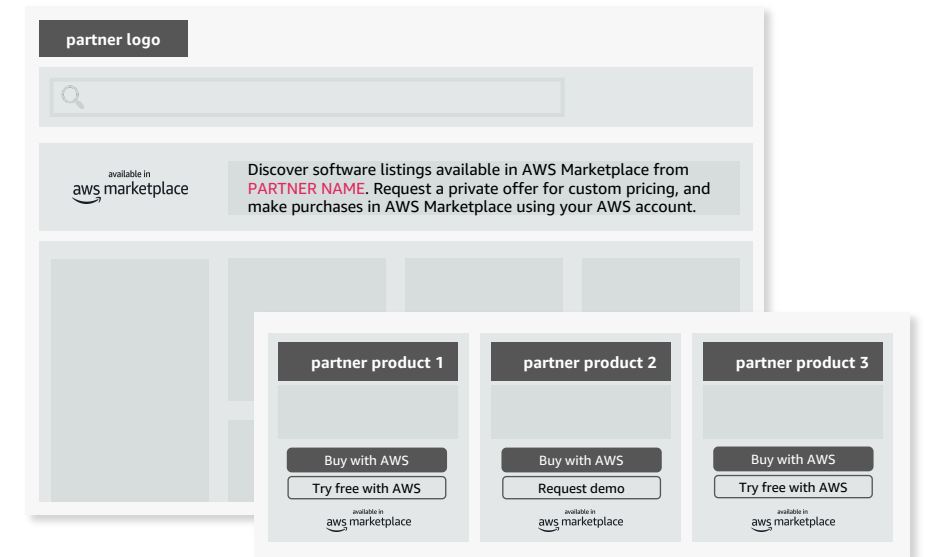 partner logo
available in
aws marketplace
Discover software listings available in AWS Marketplace from
PARTNER NAME. Request a private offer for custom pricing, and
make purchases in AWS Marketplace using your AWS account.
partner product 1
Buy with AWS
Try free with AWS
available in
aws marketplace
partner product 2
Buy with AWS
Request demo
available in
aws marketplace
partner product 3
Buy with AWS
Try free with AWS
available in
aws marketplace